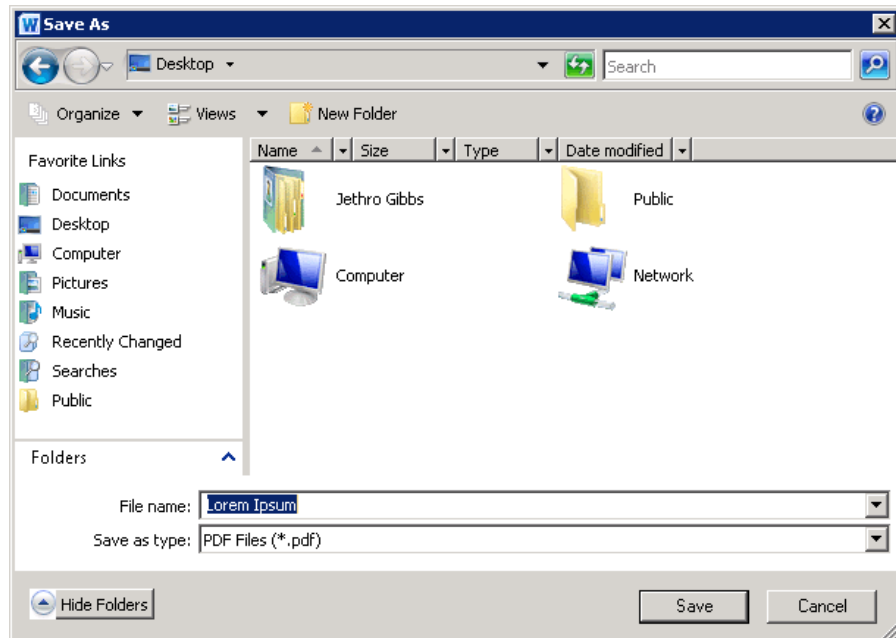 Save As
Desktop
Search
Organize Views New Folder
Favorite Links
Documents
Desktop
Computer
Pictures
Music
Recently Changed
Searches
Public
Folders
Name Size Type Date modified
Jethro Gibbs Public
Computer Network
File name: Lorem Ipsum
Save as type: PDF Files (*.pdf)
Hide Folders Save Cancel